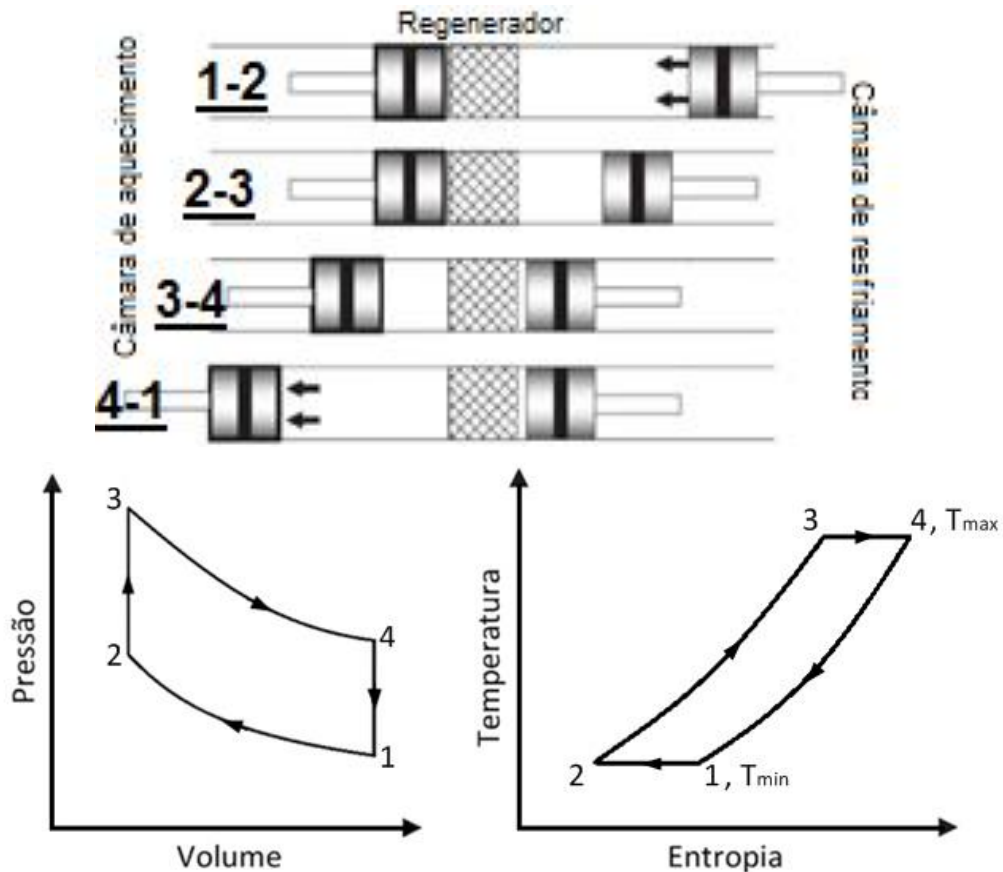 Regenerador
Câmara de aquecimento
1-2
2-3
3-4
4-1
Câmara de resfriamento
Pressão
3
4
2
1
Volume
Temperatura
3
4, Tmax
2
1, Tmin
Entropia